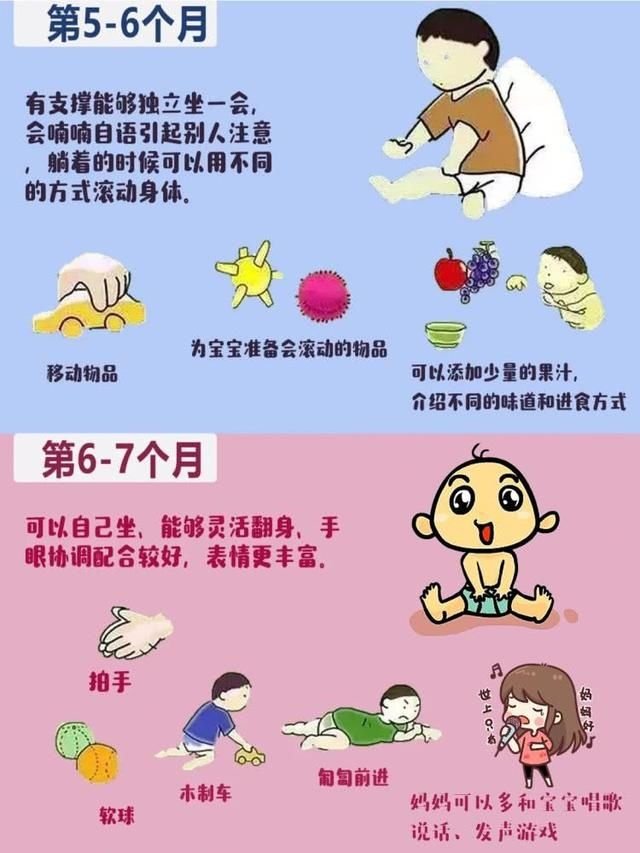 第5-6个月
有支撑能够独立坐一会,
会喃喃自语引起别人注意
,躺着的时候可以用不同
的方式滚动身体。
移动物品
为宝宝准备会滚动的物品
可以添加少量的果汁,
介绍不同的味道和进食方式
第6-7个月
可以自己坐、能够灵活翻身、手
眼协调配合较好,表情更丰富。
拍手
软球
木制车
匍匐前进
世上只有
妈妈好
妈妈可以多和宝宝唱歌
说话、发声游戏